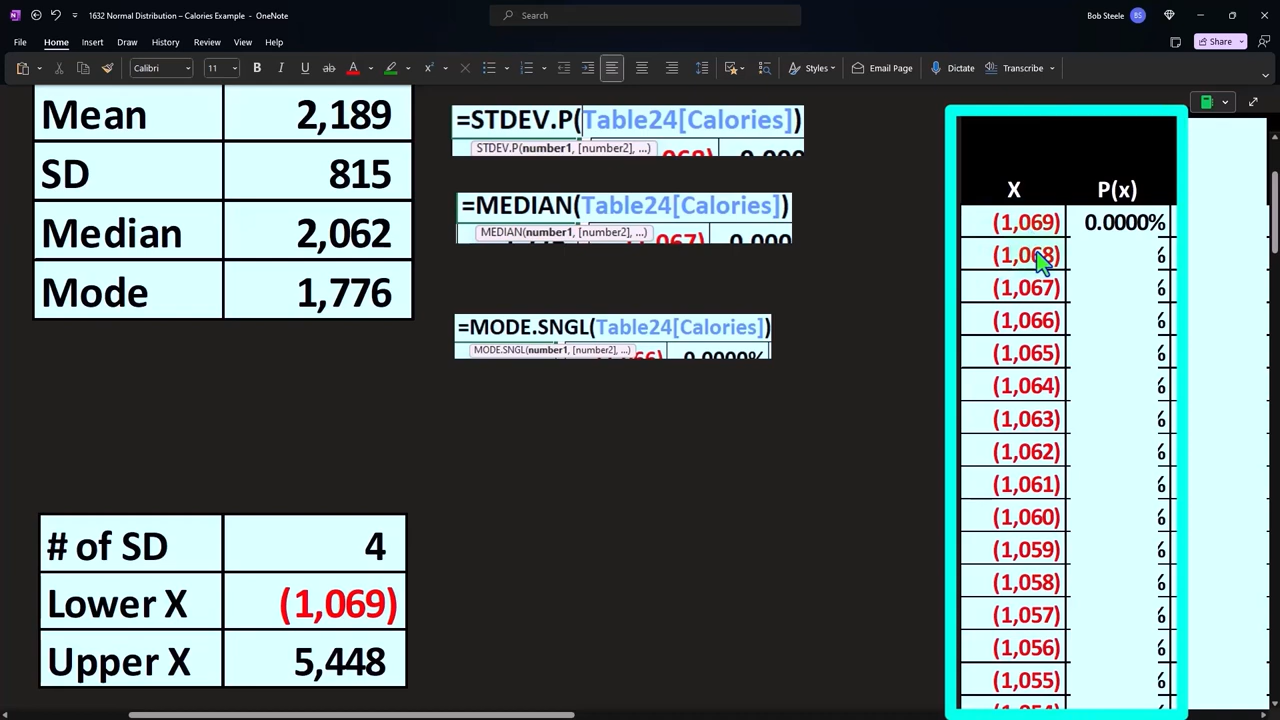 1632 Normal Distribution – Calories Example - OneNote
Search
Bob Steele
BS
File Home Insert Draw History Review View Help
Share
Calibri 11 B I U ab A Styles Email Page Dictate Transcribe
Mean 2,189
SD 815
Median 2,062
Mode 1,776
=STDEV.P(Table24[Calories])
STDEV.P(number1, [number2], ...)
=MEDIAN(Table24[Calories])
MEDIAN(number1, [number2], ...)
=MODE.SNGL(Table24[Calories])
MODE.SNGL(number1, [number2], ...)
0.0000%
# of SD 4
Lower X (1,069)
Upper X 5,448
X P(x)
(1,069) 0.0000%
(1,068) %
(1,067) %
(1,066) %
(1,065) %
(1,064) %
(1,063) %
(1,062) %
(1,061) %
(1,060) %
(1,059) %
(1,058) %
(1,057) %
(1,056) %
(1,055) %